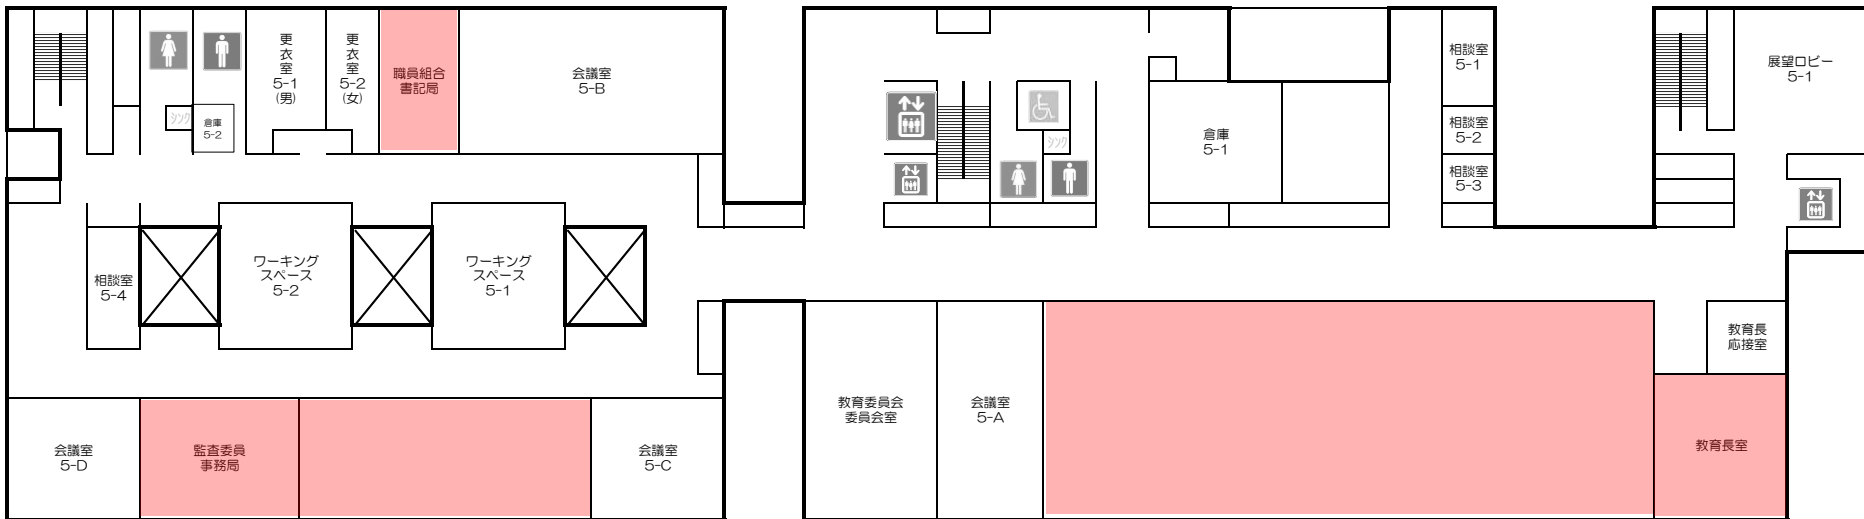 更
衣
室
5-1
(男)
更
衣
室
5-2
(女)
職員組合
書記局
会議室
5-B
シンク
倉庫
5-2
シンク
倉庫
5-1
相談室
5-1
相談室
5-2
相談室
5-3
展望ロビー
5-1
相談室
5-4
ワーキング
スペース
5-2
ワーキング
スペース
5-1
教育長
応接室
会議室
5-D
監査委員
事務局
会議室
5-C
教育委員会
委員会室
会議室
5-A
教育長室